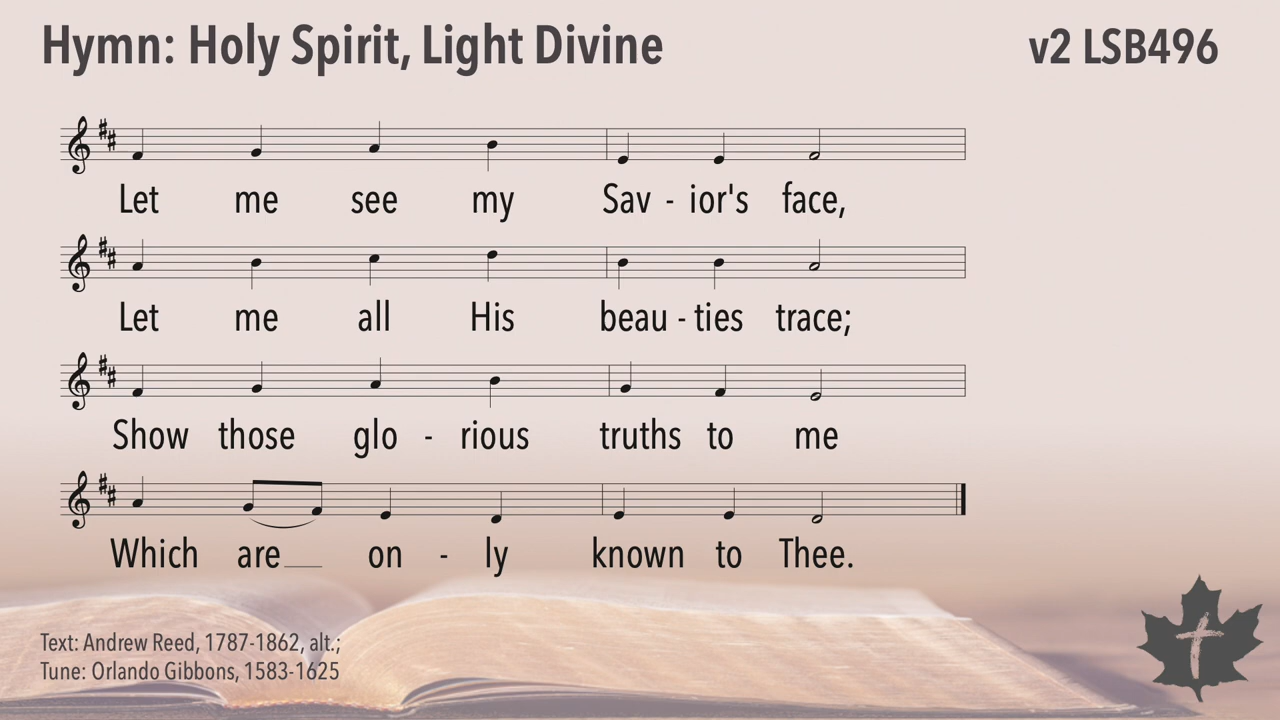 Hymn: Holy Spirit, Light Divine
v2 LSB496
Let me see my Sav - ior's face,
Let me all His beau - ties trace;
Show those glo - rious truths to me
Which are on - ly known to Thee.
Text: Andrew Reed, 1787-1862, alt.;
Tune: Orlando Gibbons, 1583-1625